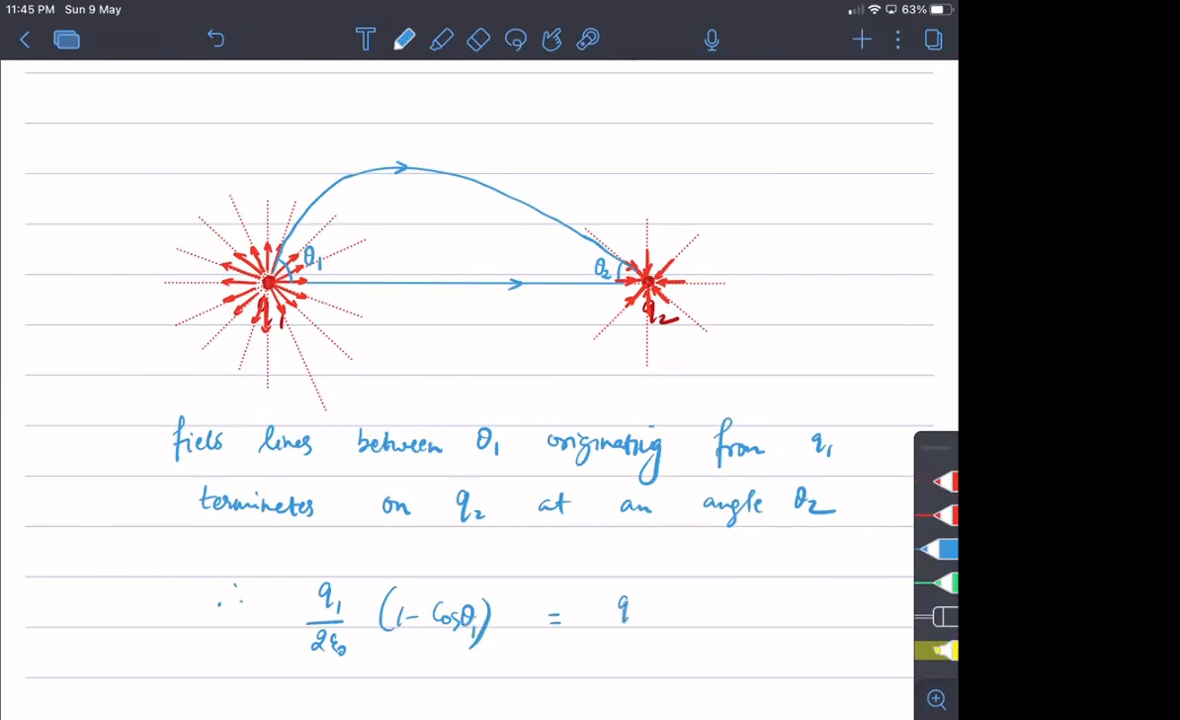 11:45 PM Sun 9 May 63%
T
θ1
θ2
q1
q2
fiels lines between θ1 originating from q1
terminetes on q2 at an angle θ2
∴ q1/2ε0 (1 - Cosθ1) = q